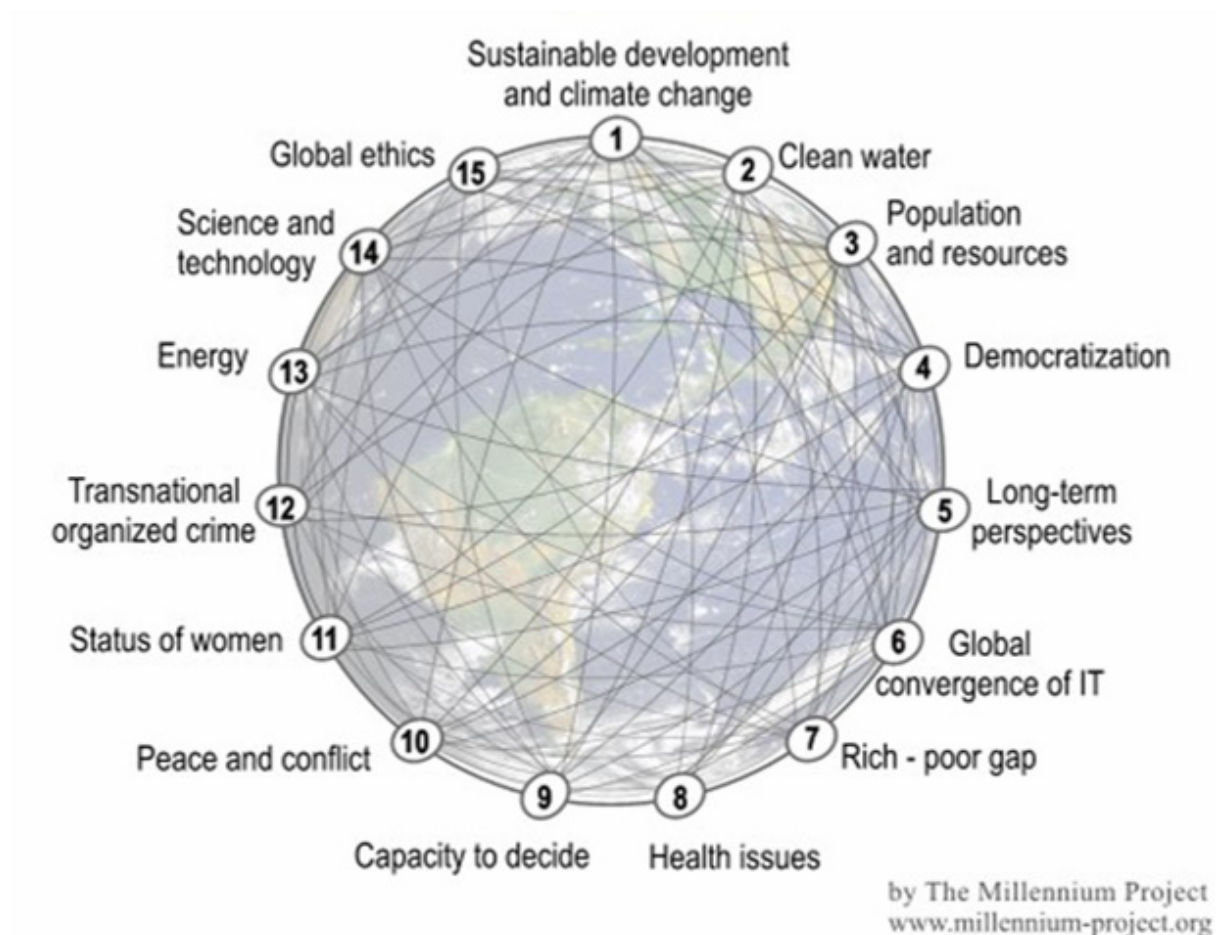 Sustainable development
and climate change
1
2
Clean water
3
Population
and resources
4
Democratization
5
Long-term
perspectives
6
Global
convergence of IT
7
Rich - poor gap
8
Health issues
9
Capacity to decide
10
Peace and conflict
11
Status of women
12
Transnational
organized crime
13
Energy
14
Science and
technology
15
Global ethics
by The Millennium Project
www.millennium-project.org